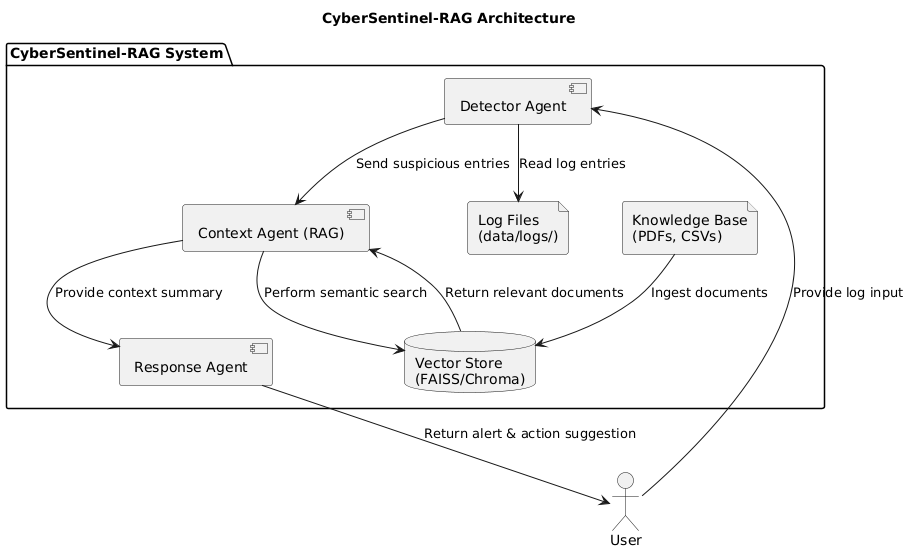 CyberSentinel-RAG Architecture
CyberSentinel-RAG System
Detector Agent
Send suspicious entries
Read log entries
Log Files
(data/logs/)
Knowledge Base
(PDFs, CSVs)
Context Agent (RAG)
Provide context summary
Perform semantic search
Return relevant documents
Ingest documents
Provide log input
Response Agent
Vector Store
(FAISS/Chroma)
Return alert & action suggestion
User